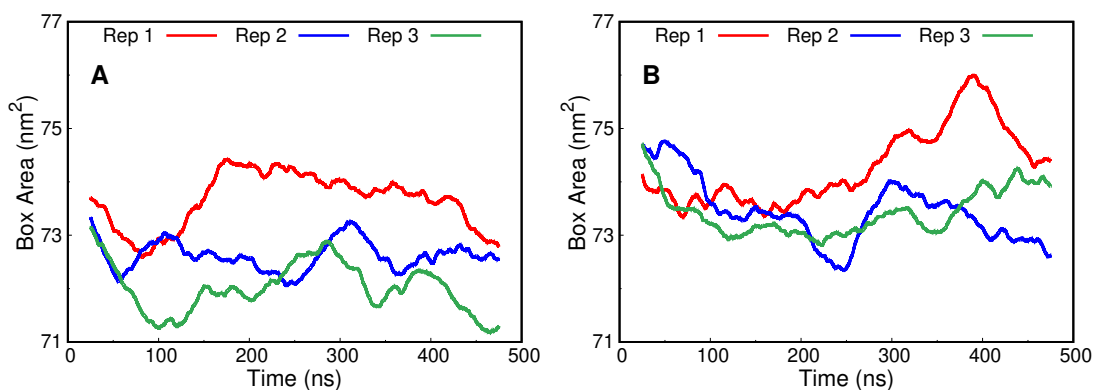 Rep 1 Rep 2 Rep 3
A
Box Area (nm²)
77
75
73
71
0 100 200 300 400 500
Time (ns)
Rep 1 Rep 2 Rep 3
B
Box Area (nm²)
77
75
73
71
0 100 200 300 400 500
Time (ns)